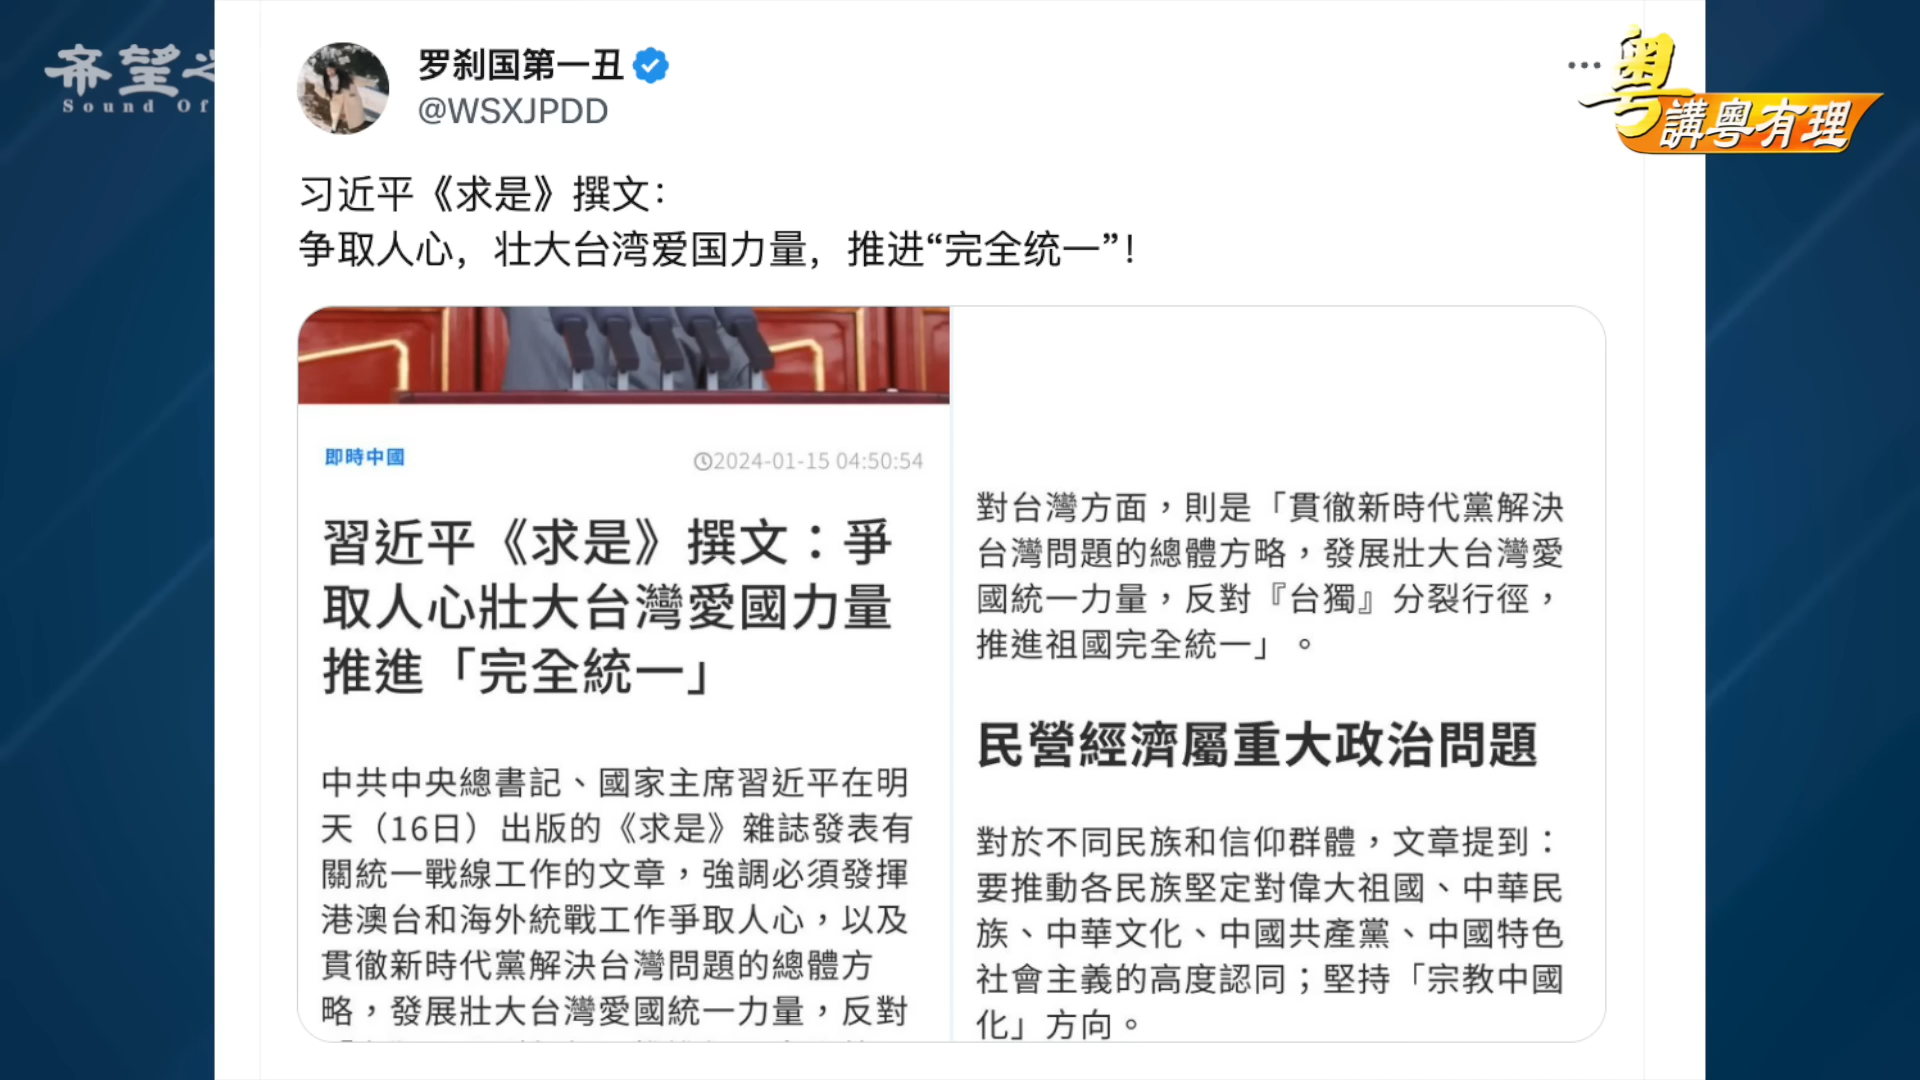 希望
Sound Of
罗刹国第一丑
@WSXJPDD
粤
講粵有理
习近平《求是》撰文：
争取人心，壮大台湾爱国力量，推进“完全统一”！
即時中國
2024-01-15 04:50:54
習近平《求是》撰文：爭
取人心壯大台灣愛國力量
推進「完全統一」
中共中央總書記、國家主席習近平在明
天（16日）出版的《求是》雜誌發表有
關統一戰線工作的文章，強調必須發揮
港澳台和海外統戰工作爭取人心，以及
貫徹新時代黨解決台灣問題的總體方
略，發展壯大台灣愛國統一力量，反對
對台灣方面，則是「貫徹新時代黨解決
台灣問題的總體方略，發展壯大台灣愛
國統一力量，反對『台獨』分裂行徑，
推進祖國完全統一」。
民營經濟屬重大政治問題
對於不同民族和信仰群體，文章提到：
要推動各民族堅定對偉大祖國、中華民
族、中華文化、中國共產黨、中國特色
社會主義的高度認同；堅持「宗教中國
化」方向。